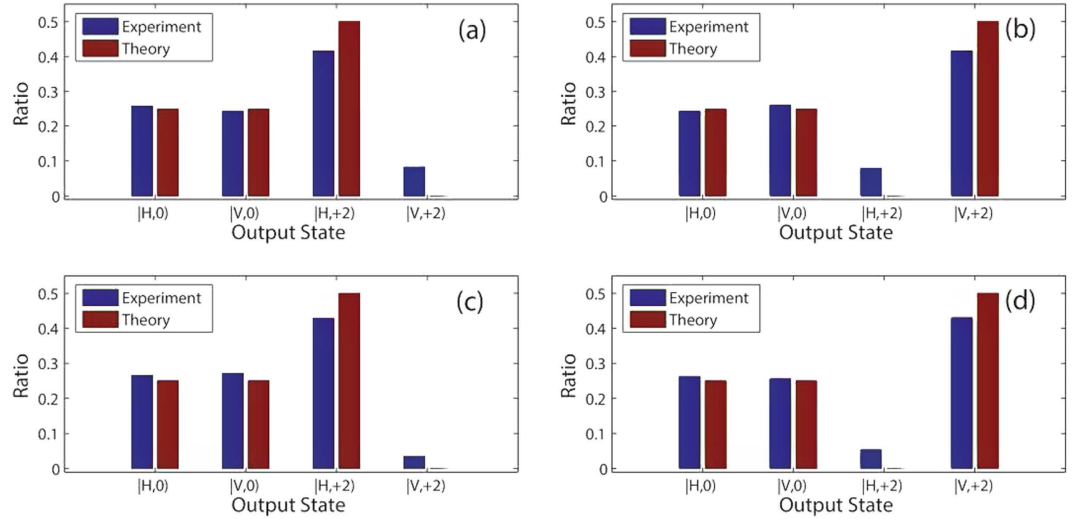 (a)
Experiment
Theory
Ratio
0.5
0.4
0.3
0.2
0.1
0
|H,0) |V,0) |H,+2) |V,+2)
Output State
(b)
Experiment
Theory
Ratio
0.5
0.4
0.3
0.2
0.1
0
|H,0) |V,0) |H,+2) |V,+2)
Output State
(c)
Experiment
Theory
Ratio
0.5
0.4
0.3
0.2
0.1
0
|H,0) |V,0) |H,+2) |V,+2)
Output State
(d)
Experiment
Theory
Ratio
0.5
0.4
0.3
0.2
0.1
0
|H,0) |V,0) |H,+2) |V,+2)
Output State